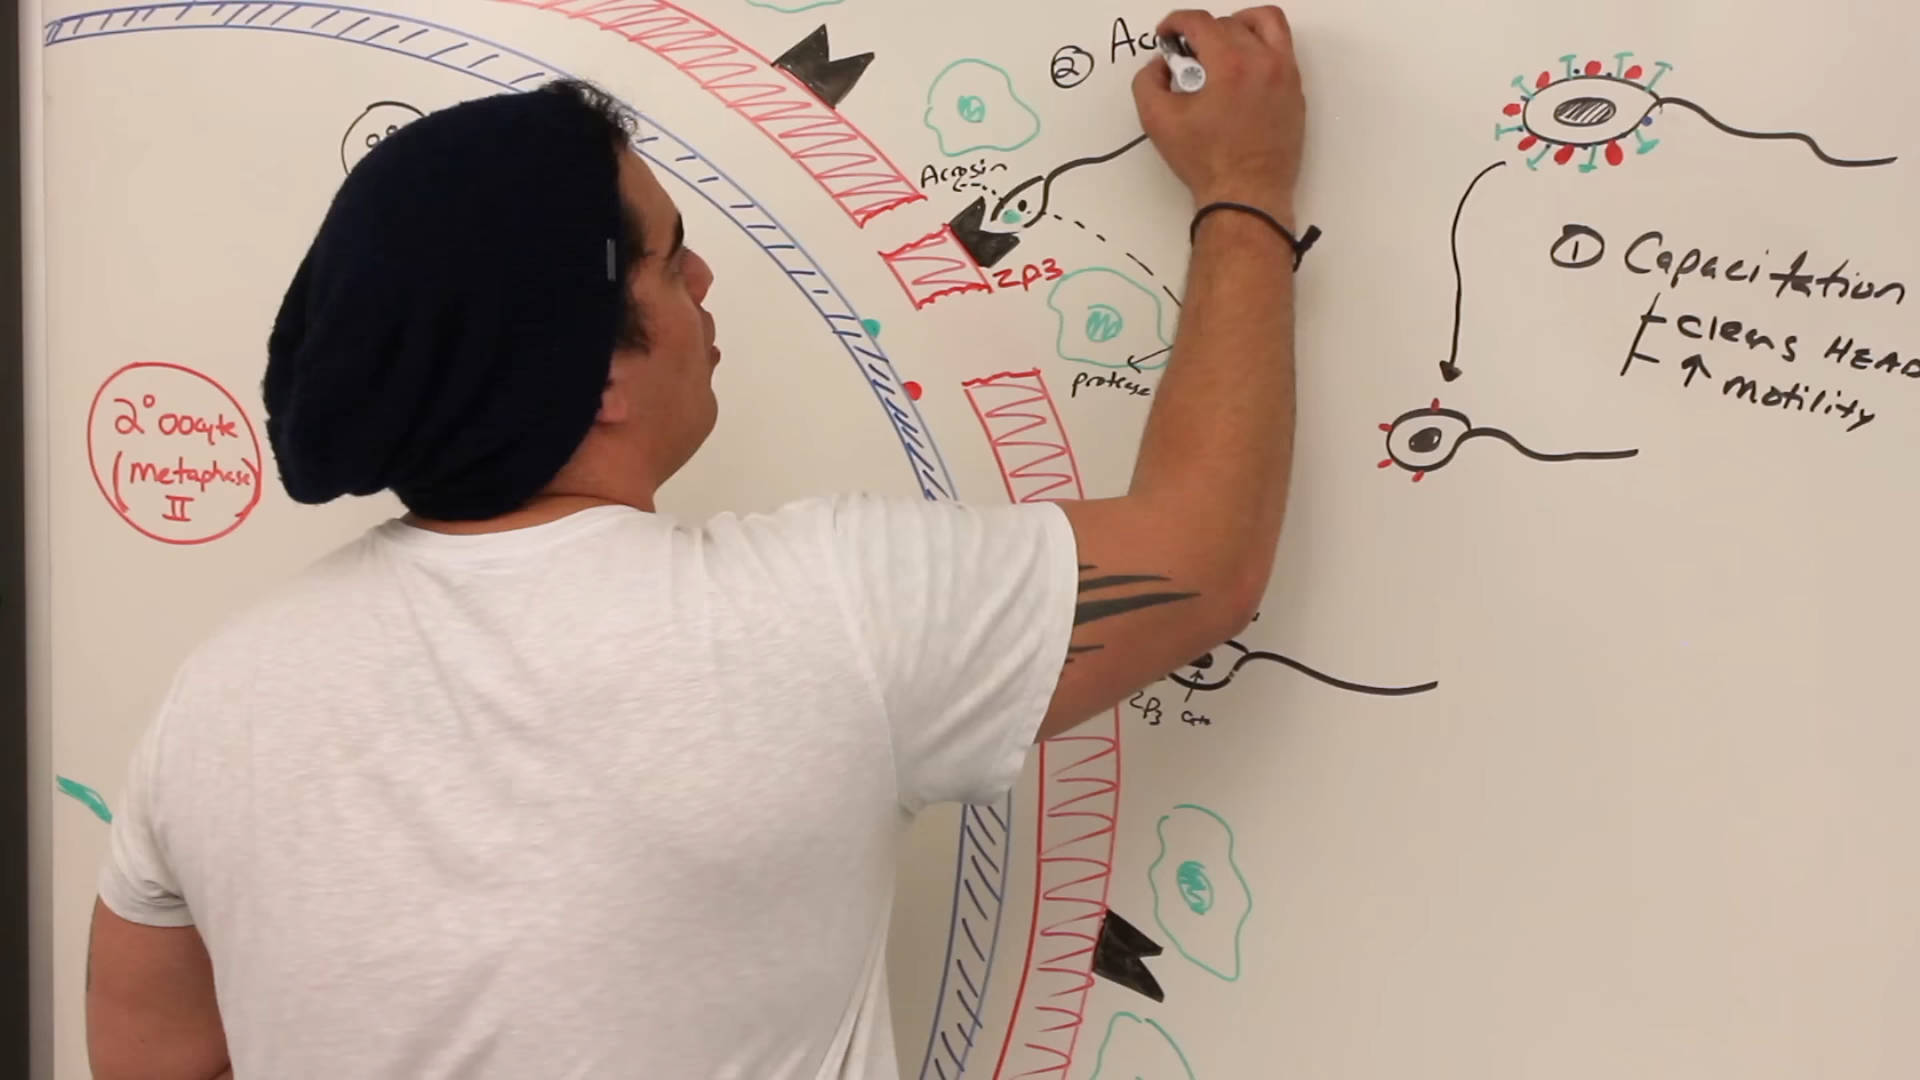 ② Ac
Acrosin
ZP3
protease
① Capacitation
- cleans HEAD
- ↑ motility
2° oocyte
(metaphase)
II
ZP3